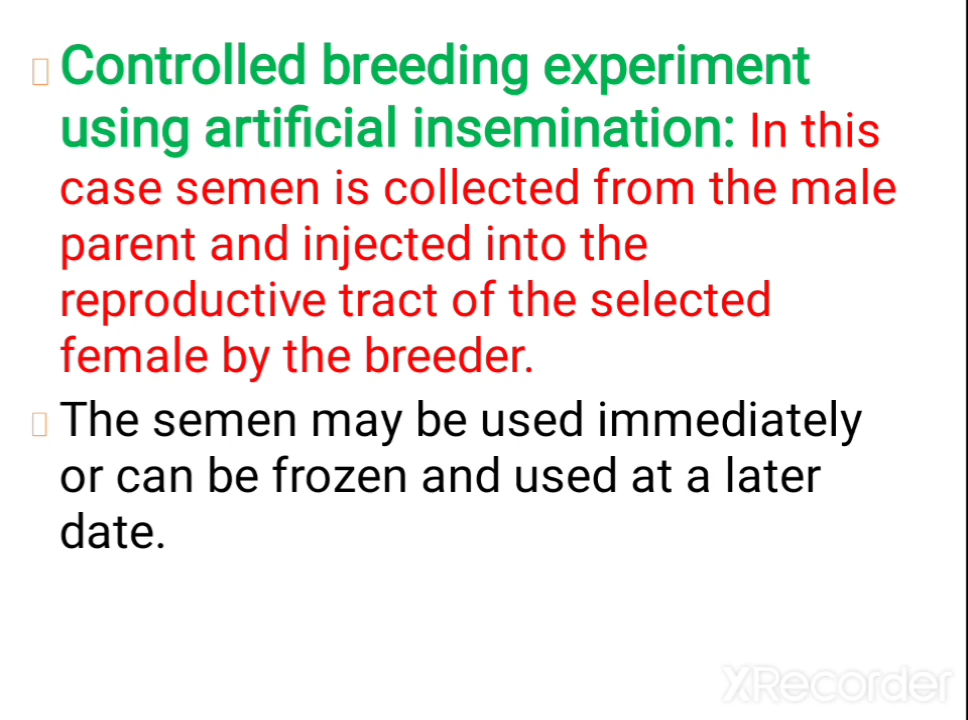 Controlled breeding experiment
using artificial insemination: In this
case semen is collected from the male
parent and injected into the
reproductive tract of the selected
female by the breeder.
The semen may be used immediately
or can be frozen and used at a later
date.
XRecorder